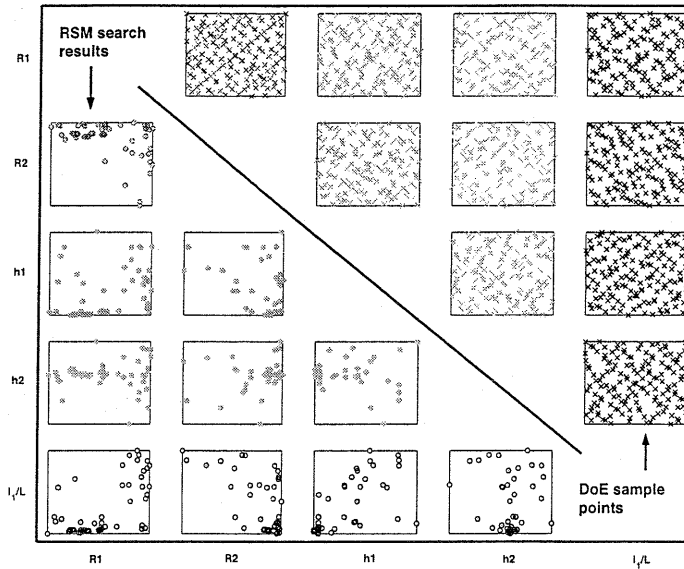 RSM search
results
R1
R2
h1
h2
l₁/L
DoE sample
points
R1
R2
h1
h2
l₁/L